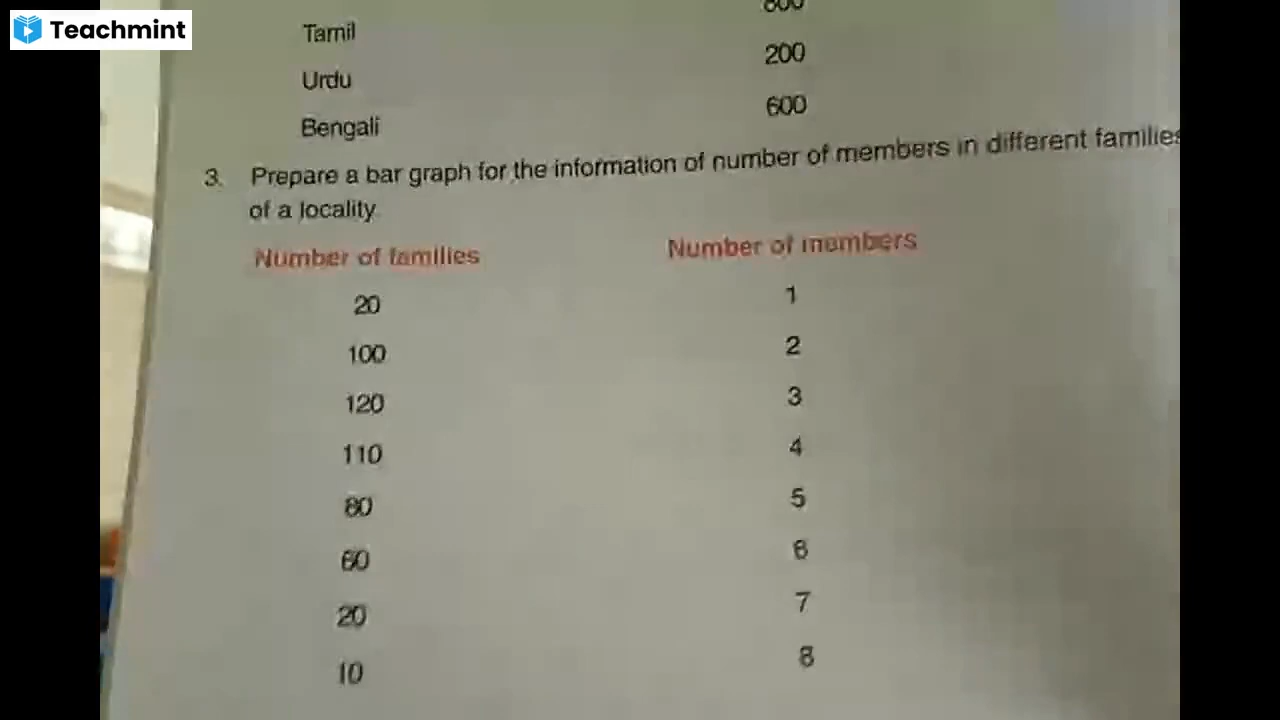 Teachmint
Tamil 800
Urdu 200
Bengali 600
3. Prepare a bar graph for the information of number of members in different families
of a locality.
Number of families Number of members
20 1
100 2
120 3
110 4
80 5
60 6
20 7
10 8